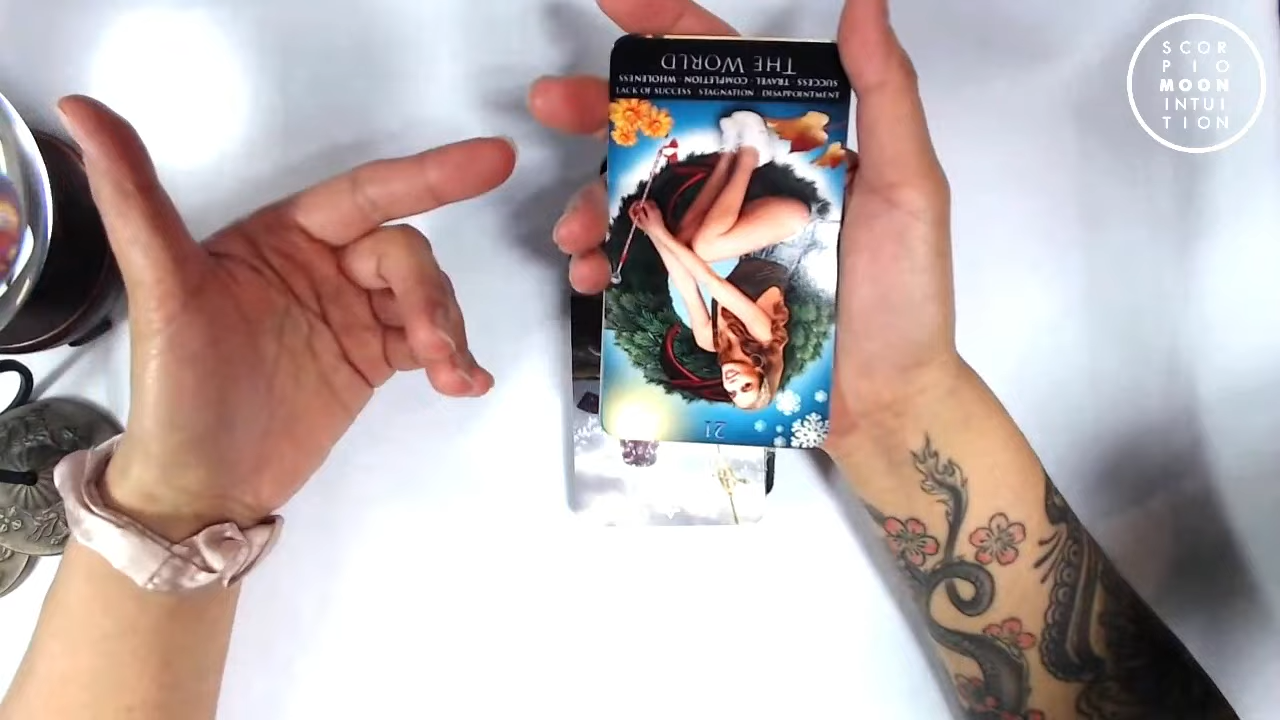 THE WORLD
SUCCESS · TRAVEL · COMPLETION · WHOLENESS
LACK OF SUCCESS · STAGNATION · DISAPPOINTMENT
21
SCOR
PIO
MOON
INTUI
TION